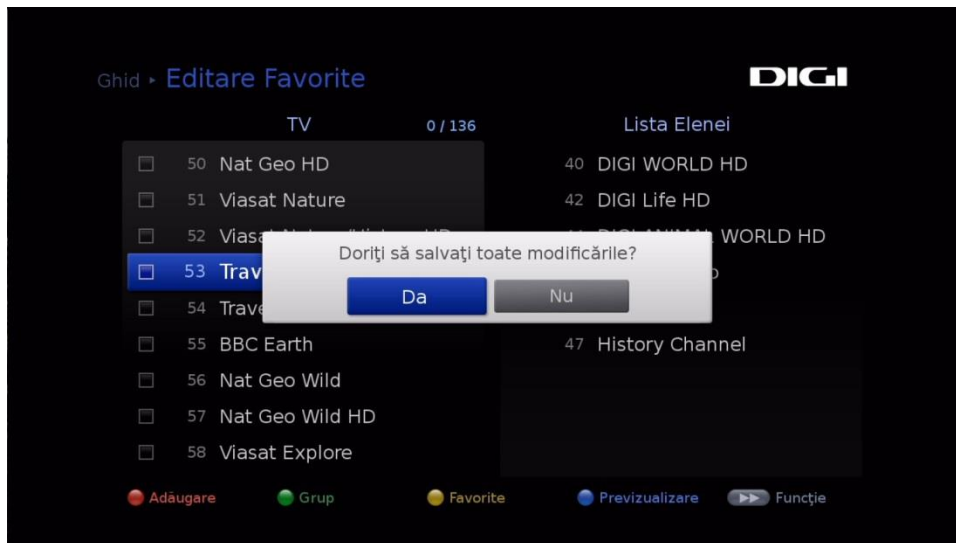 Ghid ▸ Editare Favorite
DIGI
TV 0 / 136
Lista Elenei
50 Nat Geo HD
40 DIGI WORLD HD
51 Viasat Nature
42 DIGI Life HD
52 Vias
WORLD HD
Doriţi să salvaţi toate modificările?
53 Trav
Da
Nu
54 Trave
55 BBC Earth
47 History Channel
56 Nat Geo Wild
57 Nat Geo Wild HD
58 Viasat Explore
Adăugare
Grup
Favorite
Previzualizare
Funcţie